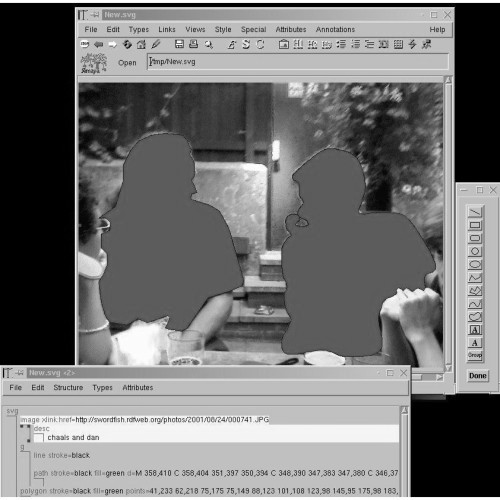 New.svg
File Edit Types Links Views Style Special Attributes Annotations Help
Amaya
Open /tmp/New.svg
A
A
Group
Done
New.svg <2>
File Edit Structure Types Attributes
svg
image xlink:href=http://swordfish.rdfweb.org/photos/2001/08/24/000741.JPG
desc
chaals and dan
g
line stroke=black
path stroke=black fill=green d=M 358,410 C 358,404 351,397 350,394 C 348,390 347,383 347,380 C 346,37
polygon stroke=black fill=green points=41,233 62,218 75,175 75,149 88,123 101,108 123,98 145,95 175,98 183,